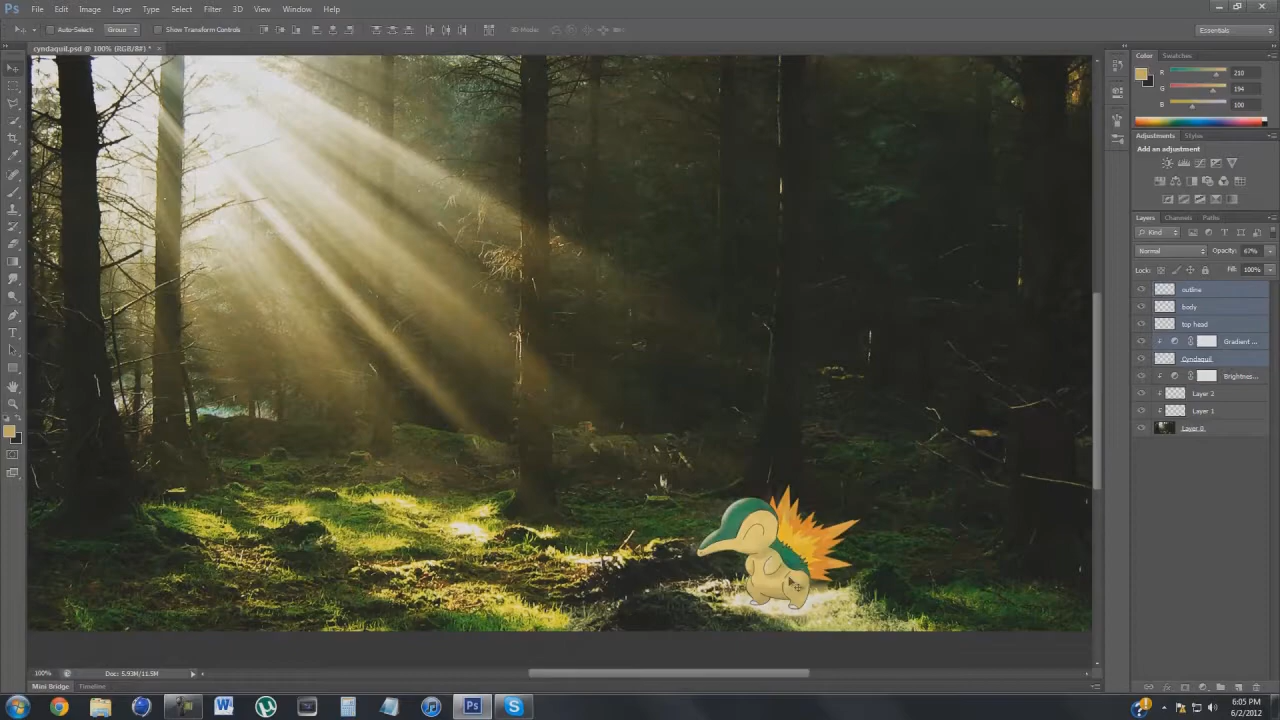 Ps File Edit Image Layer Type Select Filter 3D View Window Help
Auto-Select: Group Show Transform Controls 3D Mode: Essentials
cyndaquil.psd @ 100% (RGB/8#) * ×
Color Swatches
R 210
G 194
B 100
Adjustments Styles
Add an adjustment
Layers Channels Paths
Kind
Normal Opacity: 67%
Lock: Fill: 100%
outline
body
top head
Gradient ...
Cyndaquil
Brightnes...
Layer 2
Layer 1
Layer 0
100% Doc: 5.93M/11.5M
Mini Bridge Timeline
6:05 PM
6/2/2012